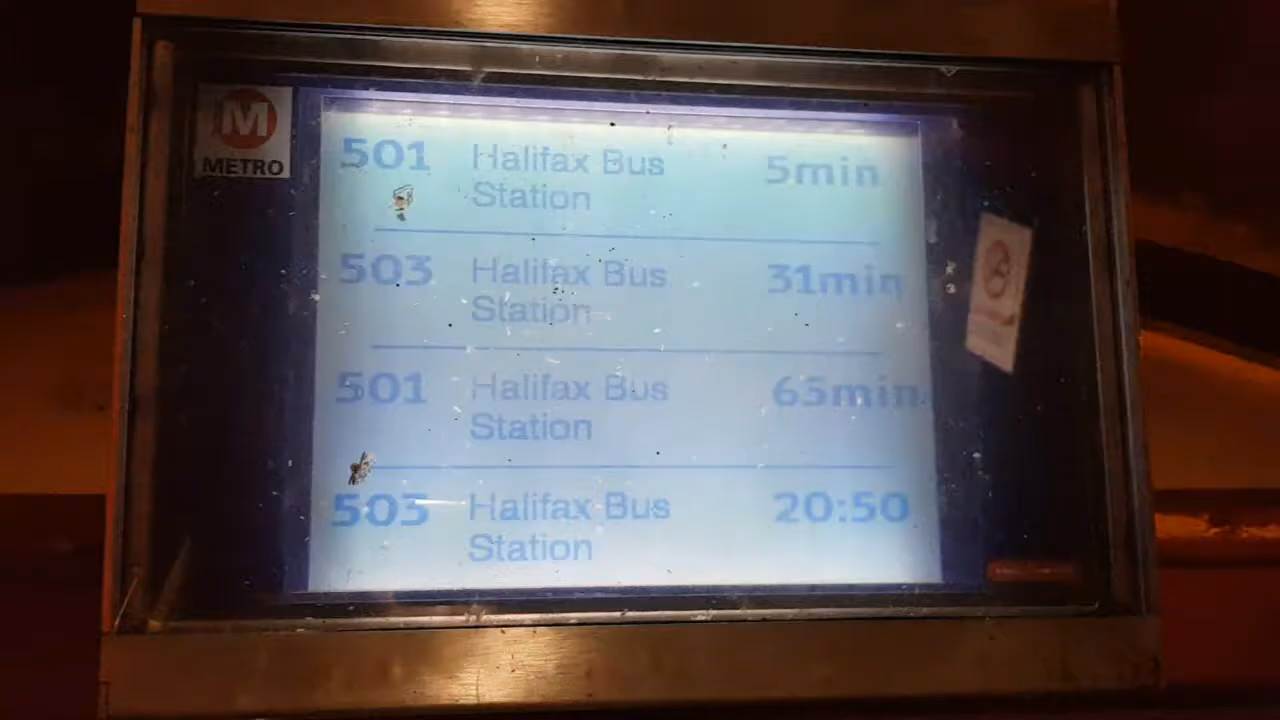 M
METRO
501 Halifax Bus 5min
Station
503 Halifax Bus 31min
Station
501 Halifax Bus 65min
Station
503 Halifax Bus 20:50
Station